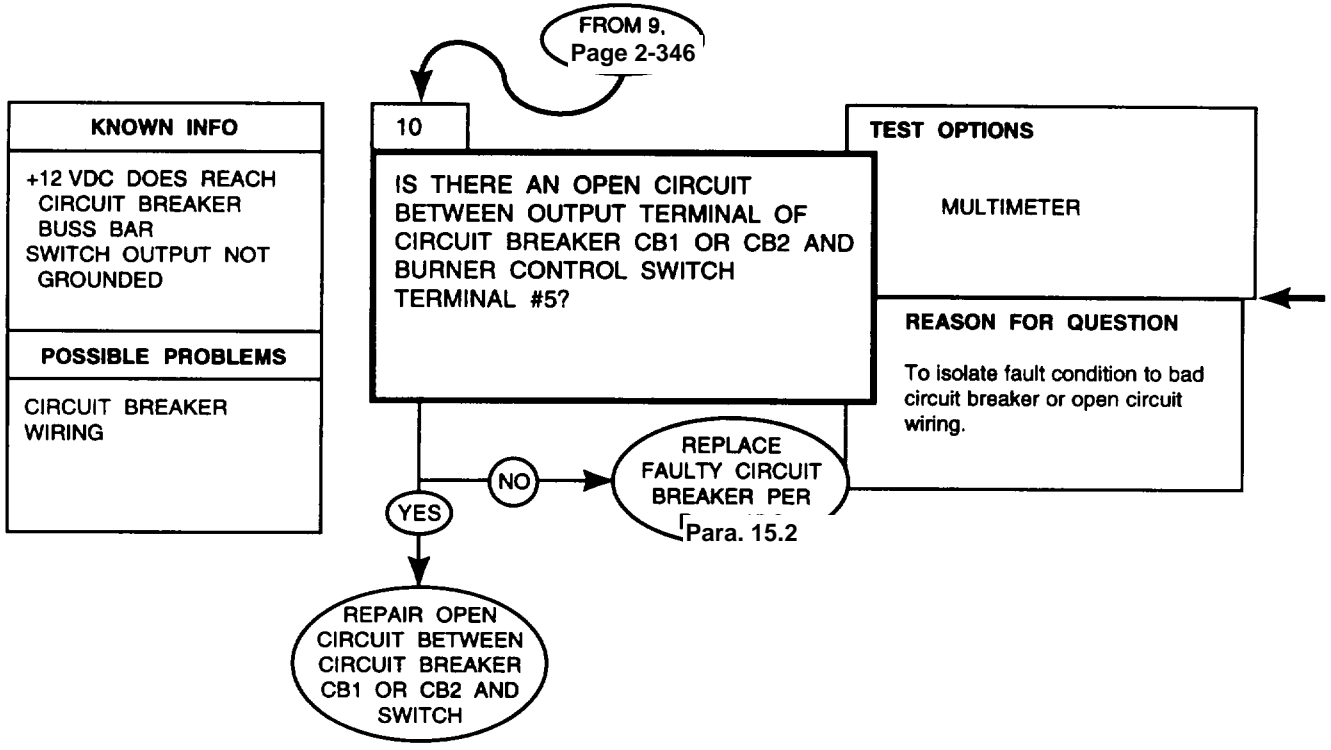 FROM 9,
Page 2-346
KNOWN INFO
+12 VDC DOES REACH
CIRCUIT BREAKER
BUSS BAR
SWITCH OUTPUT NOT
GROUNDED
POSSIBLE PROBLEMS
CIRCUIT BREAKER
WIRING
10
IS THERE AN OPEN CIRCUIT
BETWEEN OUTPUT TERMINAL OF
CIRCUIT BREAKER CB1 OR CB2 AND
BURNER CONTROL SWITCH
TERMINAL #5?
TEST OPTIONS
MULTIMETER
REASON FOR QUESTION
To isolate fault condition to bad
circuit breaker or open circuit
wiring.
NO
REPLACE
FAULTY CIRCUIT
BREAKER PER
Para. 15.2
YES
REPAIR OPEN
CIRCUIT BETWEEN
CIRCUIT BREAKER
CB1 OR CB2 AND
SWITCH